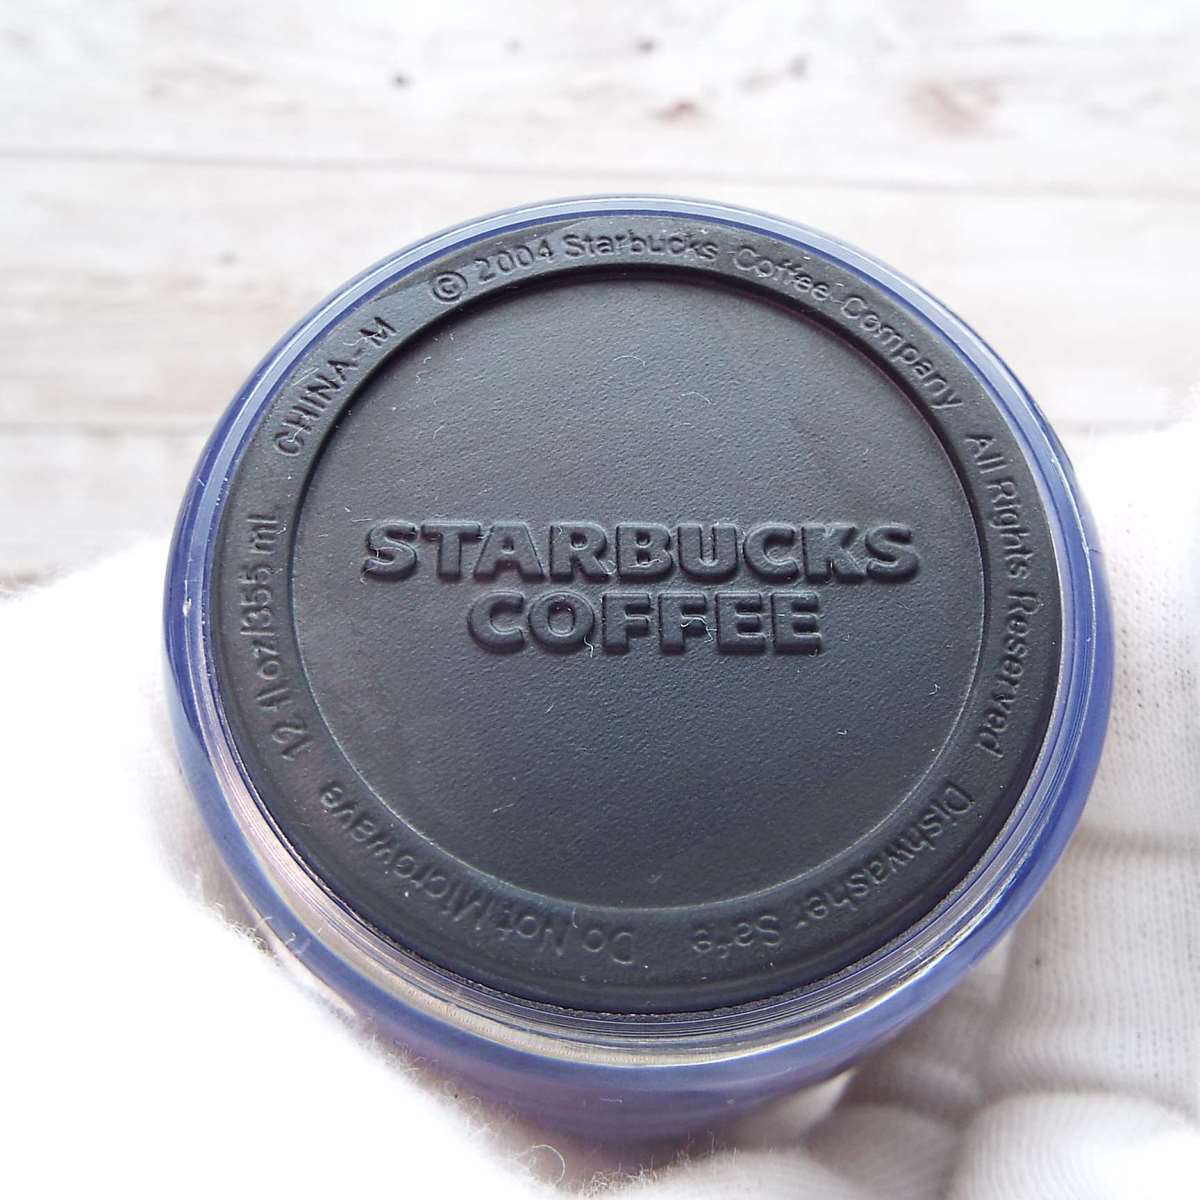 STARBUCKS
COFFEE
© 2004 Starbucks Coffee Company All Rights Reserved
Dishwasher Safe
Do Not Microwave
12 fl oz/355 mL
CHINA-M